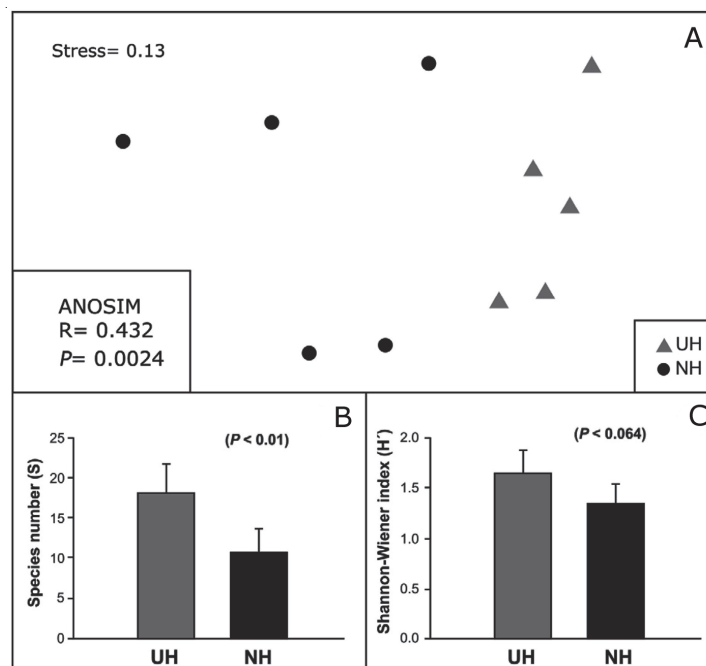 A
Stress= 0.13
ANOSIM
R= 0.432
P= 0.0024
UH
NH
B
(P < 0.01)
Species number (S)
25
20
15
10
5
0
UH
NH
C
(P < 0.064)
Shannon-Wiener index (H´)
2.0
1.5
1.0
0.5
0.0
UH
NH